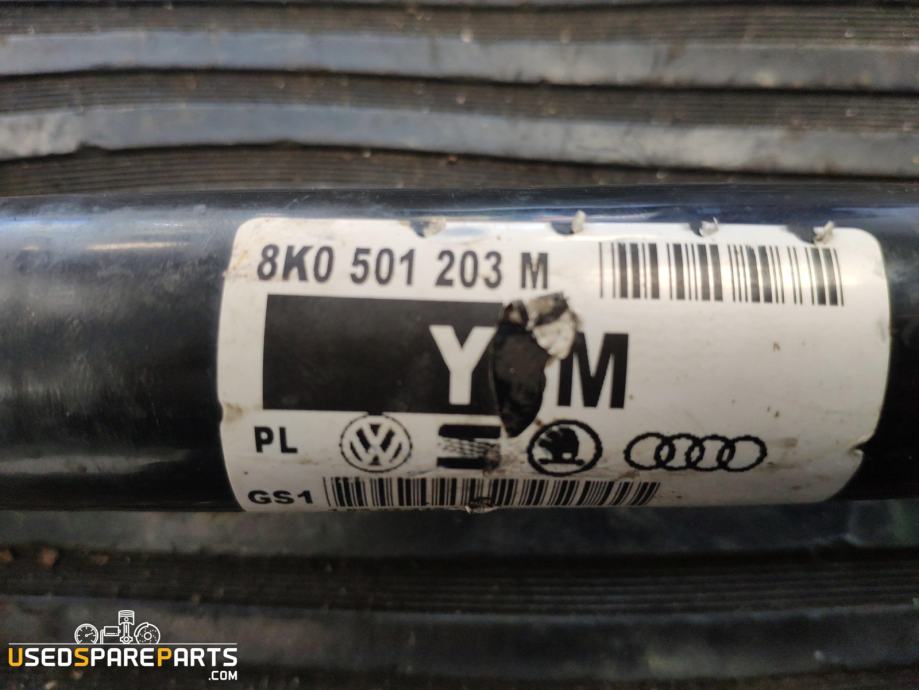 8K0 501 203 M
Y M
PL
GS1
USEDSPAREPARTS
.COM